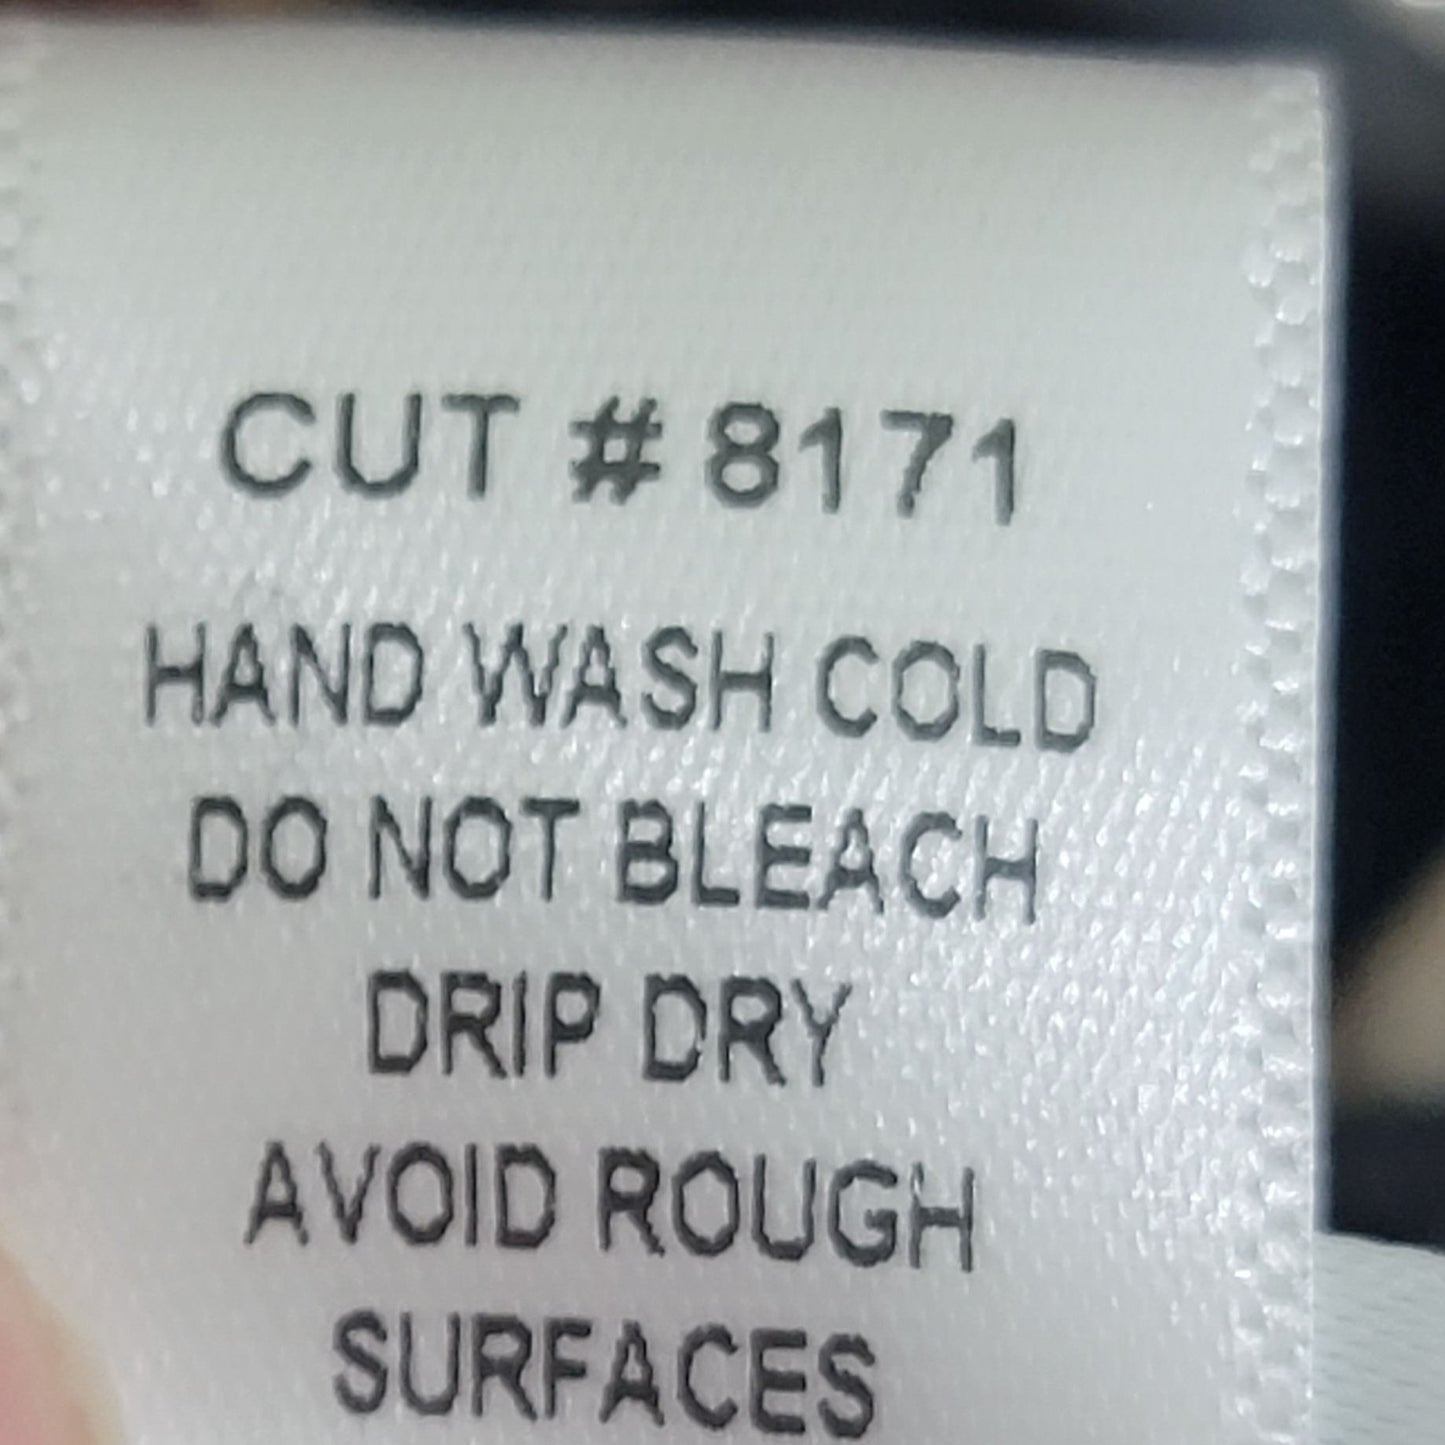 CUT # 8171
HAND WASH COLD
DO NOT BLEACH
DRIP DRY
AVOID ROUGH
SURFACES